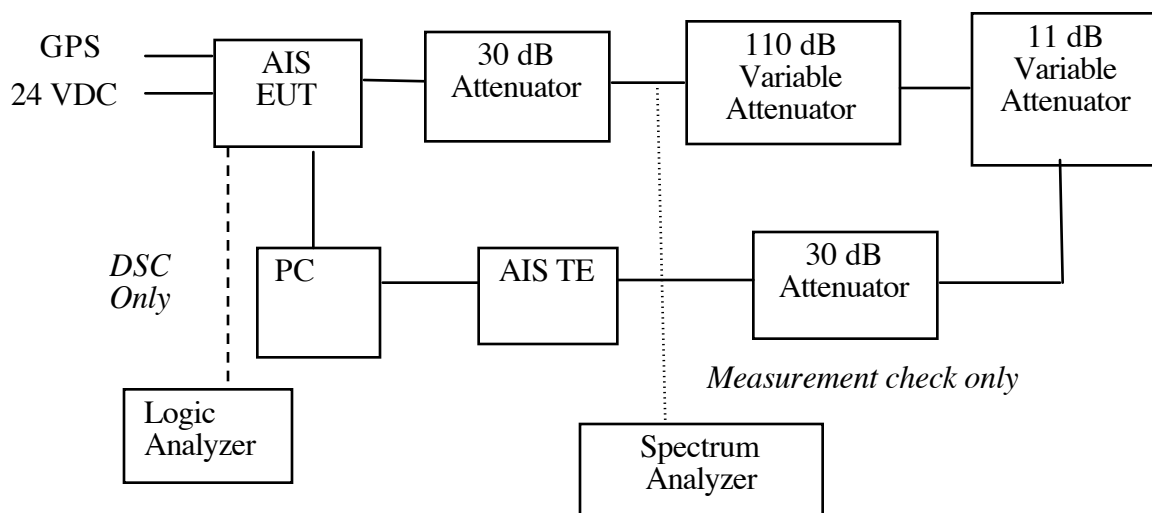 GPS
24 VDC
AIS
EUT
30 dB
Attenuator
110 dB
Variable
Attenuator
11 dB
Variable
Attenuator
DSC
Only
PC
AIS TE
30 dB
Attenuator
Measurement check only
Logic
Analyzer
Spectrum
Analyzer